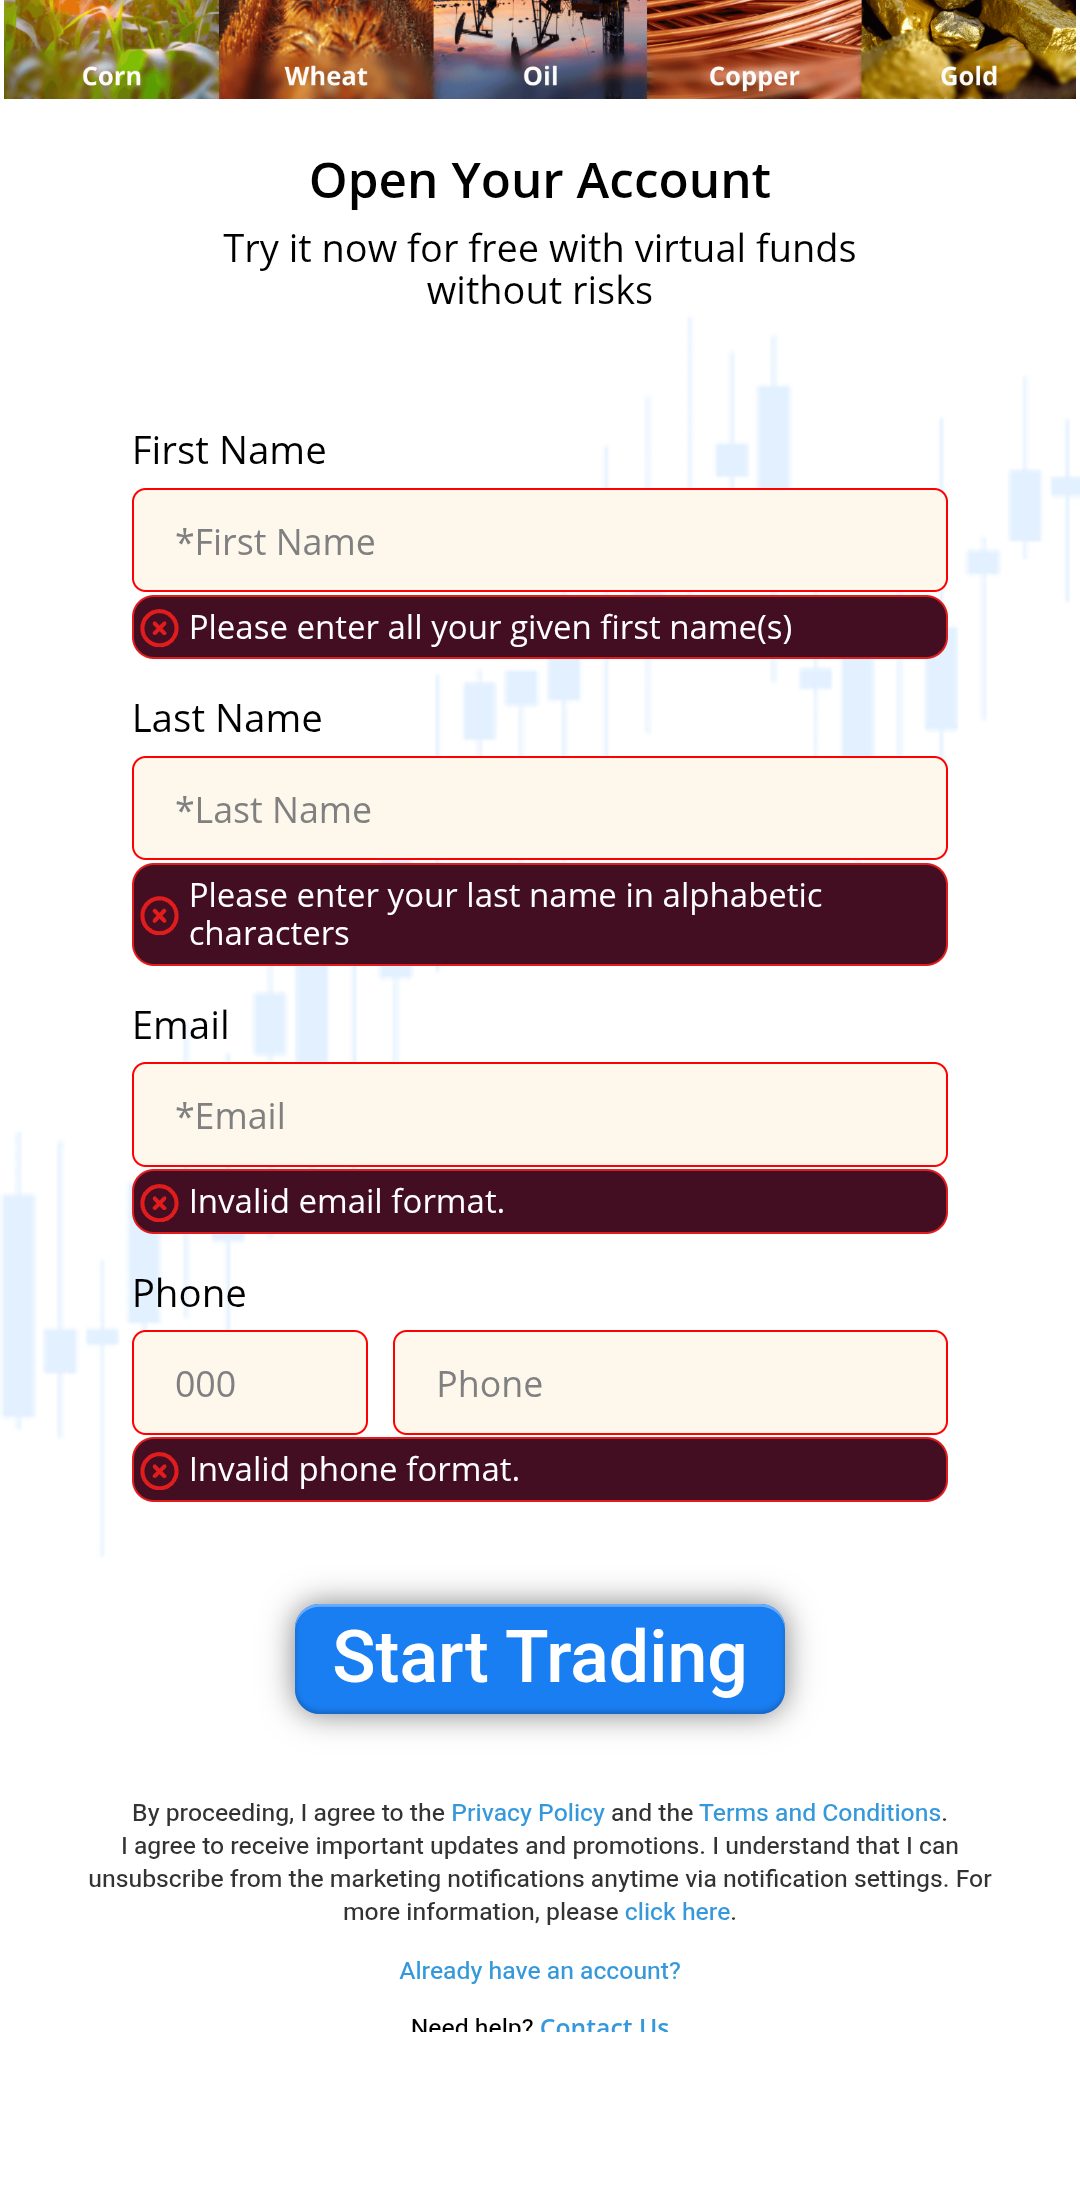 Corn Wheat Oil Copper Gold
Open Your Account
Try it now for free with virtual funds
without risks
First Name
*First Name
Please enter all your given first name(s)
Last Name
*Last Name
Please enter your last name in alphabetic
characters
Email
*Email
Invalid email format.
Phone
000 Phone
Invalid phone format.
Start Trading
By proceeding, I agree to the Privacy Policy and the Terms and Conditions.
I agree to receive important updates and promotions. I understand that I can
unsubscribe from the marketing notifications anytime via notification settings. For
more information, please click here.
Already have an account?
Need help? Contact Us